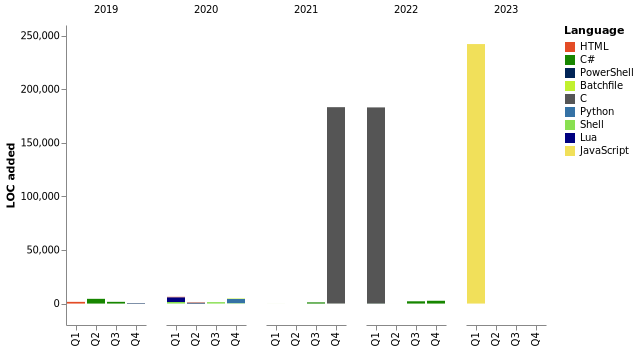 2019 2020 2021 2022 2023
Language
HTML
C#
PowerShell
Batchfile
C
Python
Shell
Lua
JavaScript
LOC added
250,000
200,000
150,000
100,000
50,000
0
Q1 Q2 Q3 Q4 Q1 Q2 Q3 Q4 Q1 Q2 Q3 Q4 Q1 Q2 Q3 Q4 Q1 Q2 Q3 Q4